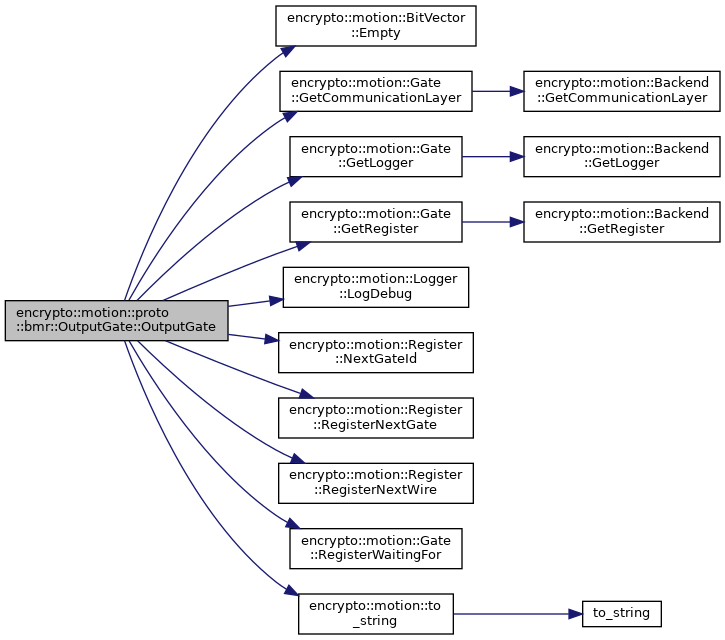 encrypto::motion::BitVector
::Empty
encrypto::motion::Gate
::GetCommunicationLayer
encrypto::motion::Backend
::GetCommunicationLayer
encrypto::motion::Gate
::GetLogger
encrypto::motion::Backend
::GetLogger
encrypto::motion::Gate
::GetRegister
encrypto::motion::Backend
::GetRegister
encrypto::motion::Logger
::LogDebug
encrypto::motion::proto
::bmr::OutputGate::OutputGate
encrypto::motion::Register
::NextGateId
encrypto::motion::Register
::RegisterNextGate
encrypto::motion::Register
::RegisterNextWire
encrypto::motion::Gate
::RegisterWaitingFor
encrypto::motion::to
_string
to_string